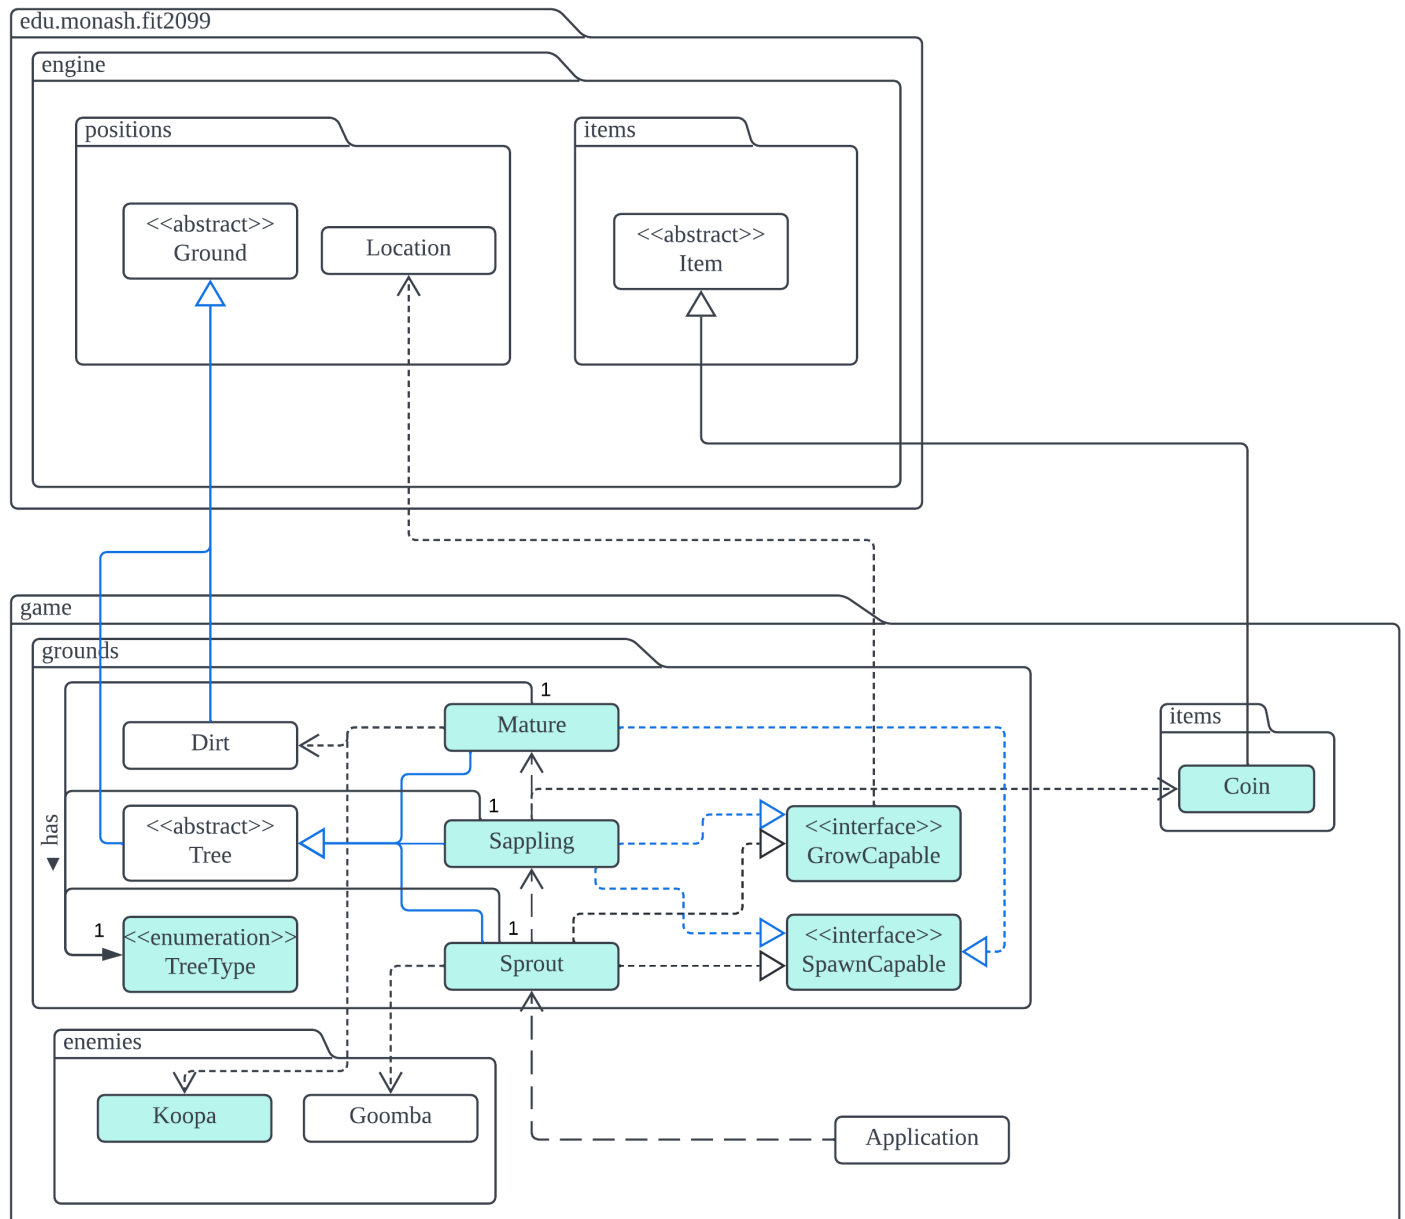 edu.monash.fit2099
engine
positions
items
<<abstract>>
Ground
Location
<<abstract>>
Item
game
grounds
1
Mature
items
Dirt
Coin
1
has
<<abstract>>
Tree
Sappling
<<interface>>
GrowCapable
1
1
<<enumeration>>
TreeType
Sprout
<<interface>>
SpawnCapable
enemies
Koopa
Goomba
Application